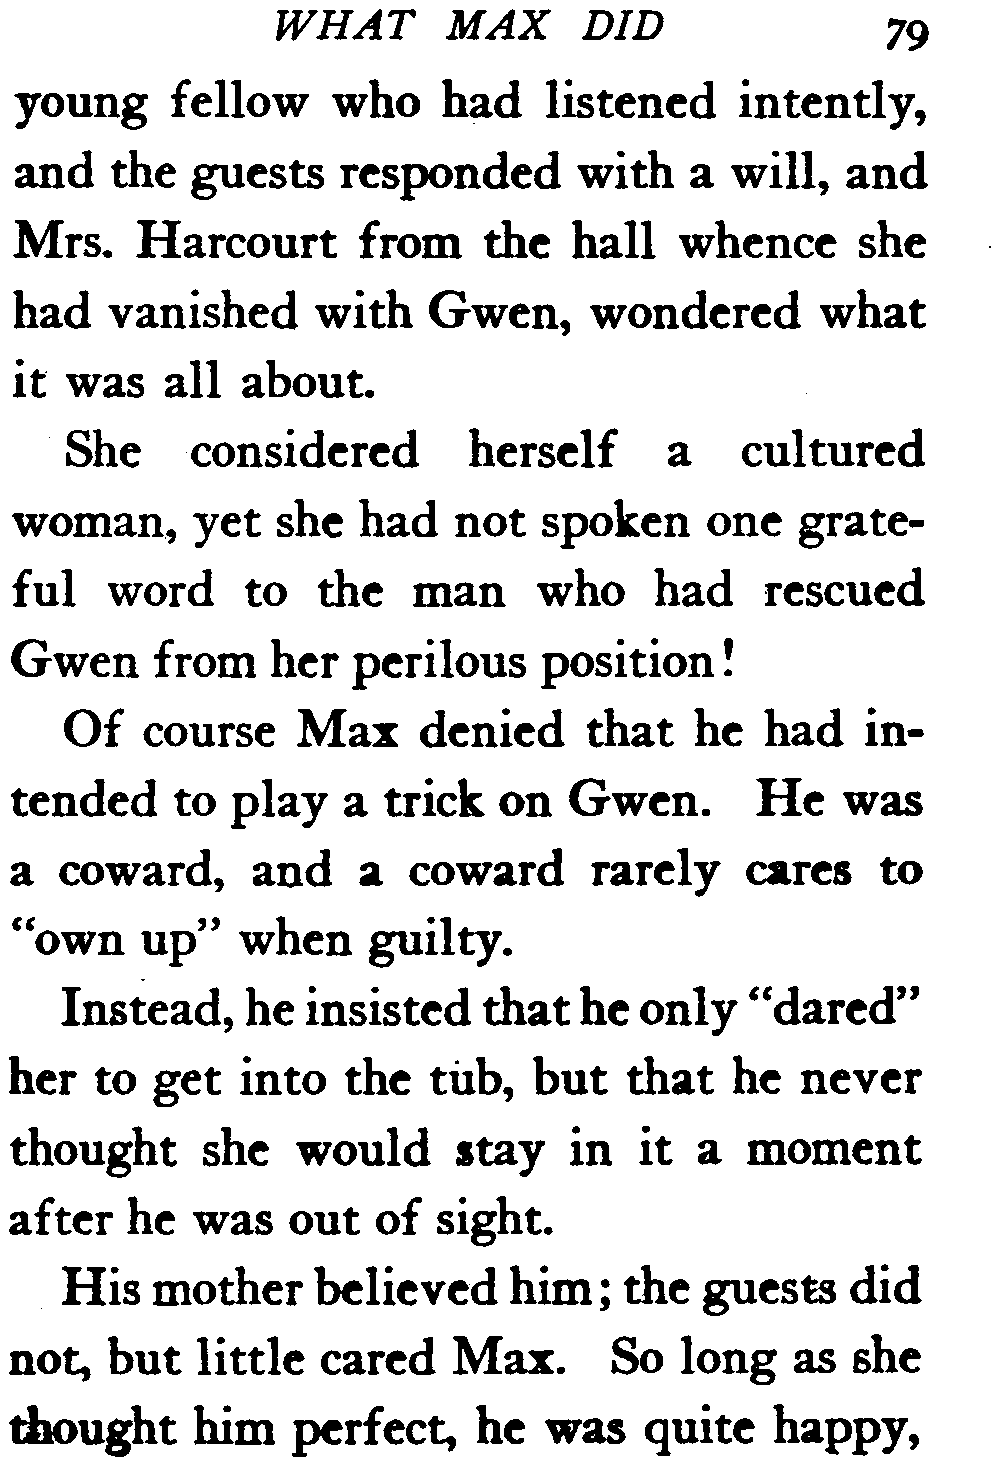 WHAT MAX DID 79
young fellow who had listened intently,
and the guests responded with a will, and
Mrs. Harcourt from the hall whence she
had vanished with Gwen, wondered what
it was all about.
She considered herself a cultured
woman, yet she had not spoken one grate-
ful word to the man who had rescued
Gwen from her perilous position!
Of course Max denied that he had in-
tended to play a trick on Gwen. He was
a coward, and a coward rarely cares to
"own up" when guilty.
Instead, he insisted that he only "dared"
her to get into the tub, but that he never
thought she would stay in it a moment
after he was out of sight.
His mother believed him; the guests did
not, but little cared Max. So long as she
thought him perfect, he was quite happy,